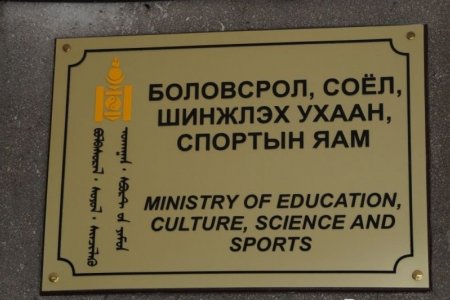 БОЛОВСРОЛ, СОЁЛ,
ШИНЖЛЭХ УХААН,
СПОРТЫН ЯАМ
MINISTRY OF EDUCATION,
CULTURE, SCIENCE AND
SPORTS